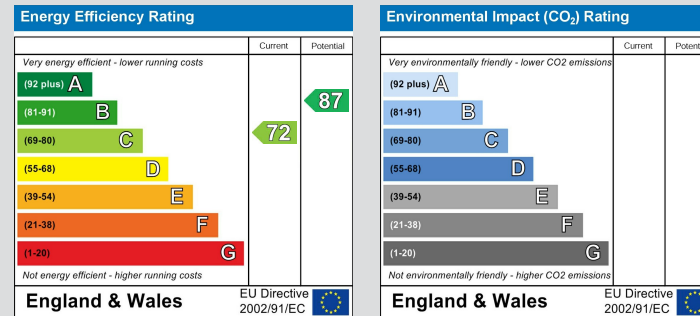 Energy Efficiency Rating
Current Potential
Very energy efficient - lower running costs
(92 plus) A
(81-91) B
(69-80) C
(55-68) D
(39-54) E
(21-38) F
(1-20) G
72
87
Not energy efficient - higher running costs
England & Wales
EU Directive
2002/91/EC
Environmental Impact (CO₂) Rating
Current Potent
Very environmentally friendly - lower CO2 emissions
(92 plus) A
(81-91) B
(69-80) C
(55-68) D
(39-54) E
(21-38) F
(1-20) G
Not environmentally friendly - higher CO2 emissions
England & Wales
EU Directive
2002/91/EC